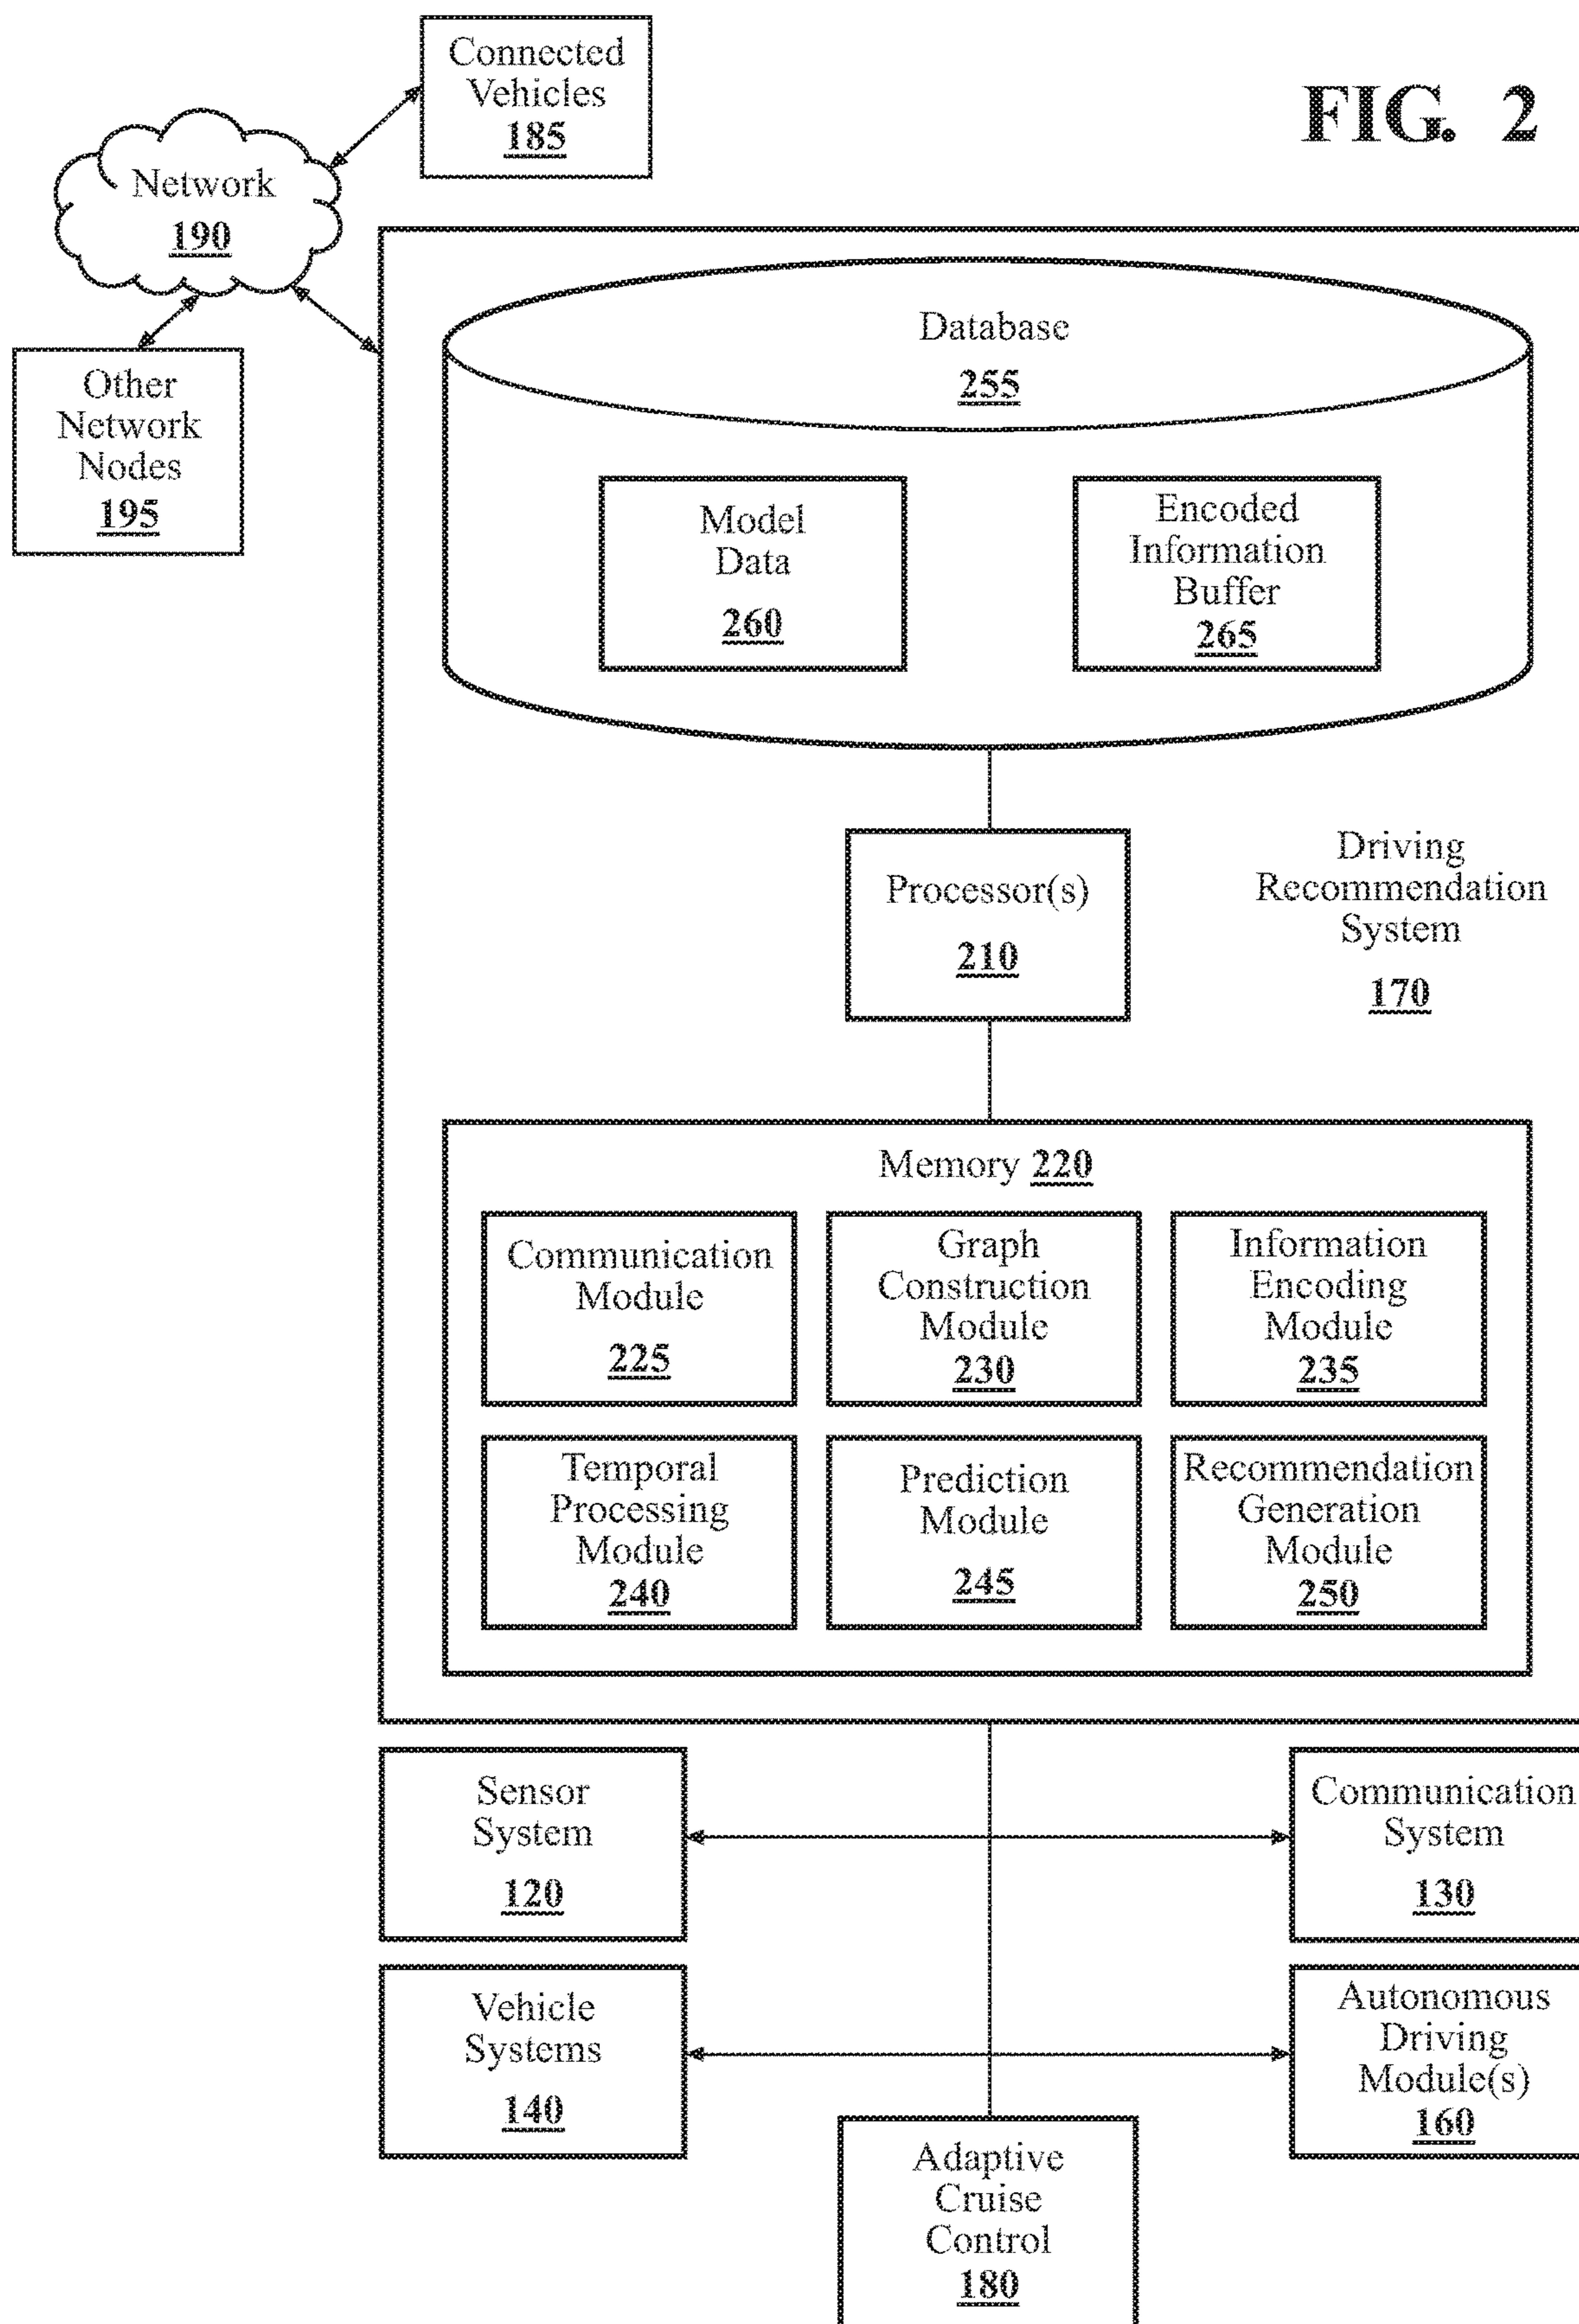 FIG. 2
Connected
Vehicles
185
Network
190
Other
Network
Nodes
195
Database
255
Model
Data
260
Encoded
Information
Buffer
265
Processor(s)
210
Driving
Recommendation
System
170
Memory 220
Communication
Module
225
Graph
Construction
Module
230
Information
Encoding
Module
235
Temporal
Processing
Module
240
Prediction
Module
245
Recommendation
Generation
Module
250
Sensor
System
120
Communication
System
130
Vehicle
Systems
140
Autonomous
Driving
Module(s)
160
Adaptive
Cruise
Control
180